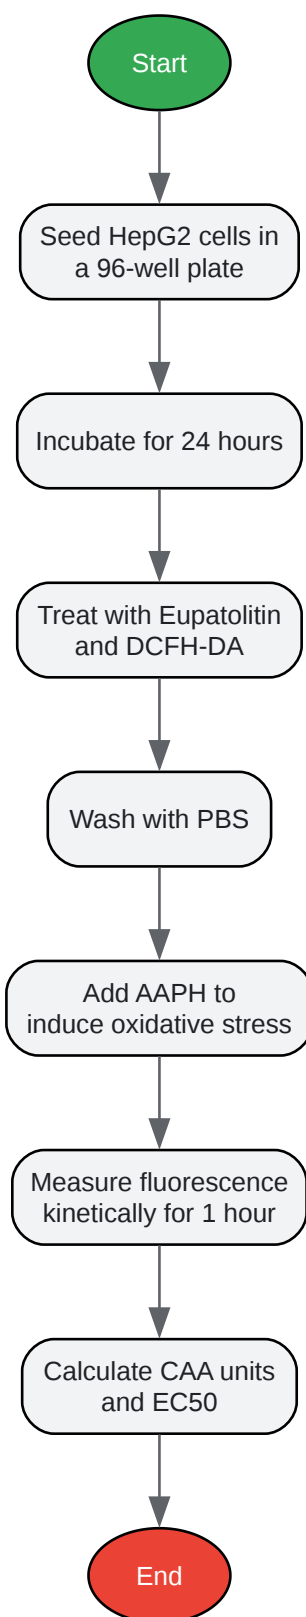 Start
Seed HepG2 cells in
a 96-well plate
Incubate for 24 hours
Treat with Eupatolitin
and DCFH-DA
Wash with PBS
Add AAPH to
induce oxidative stress
Measure fluorescence
kinetically for 1 hour
Calculate CAA units
and EC50
End